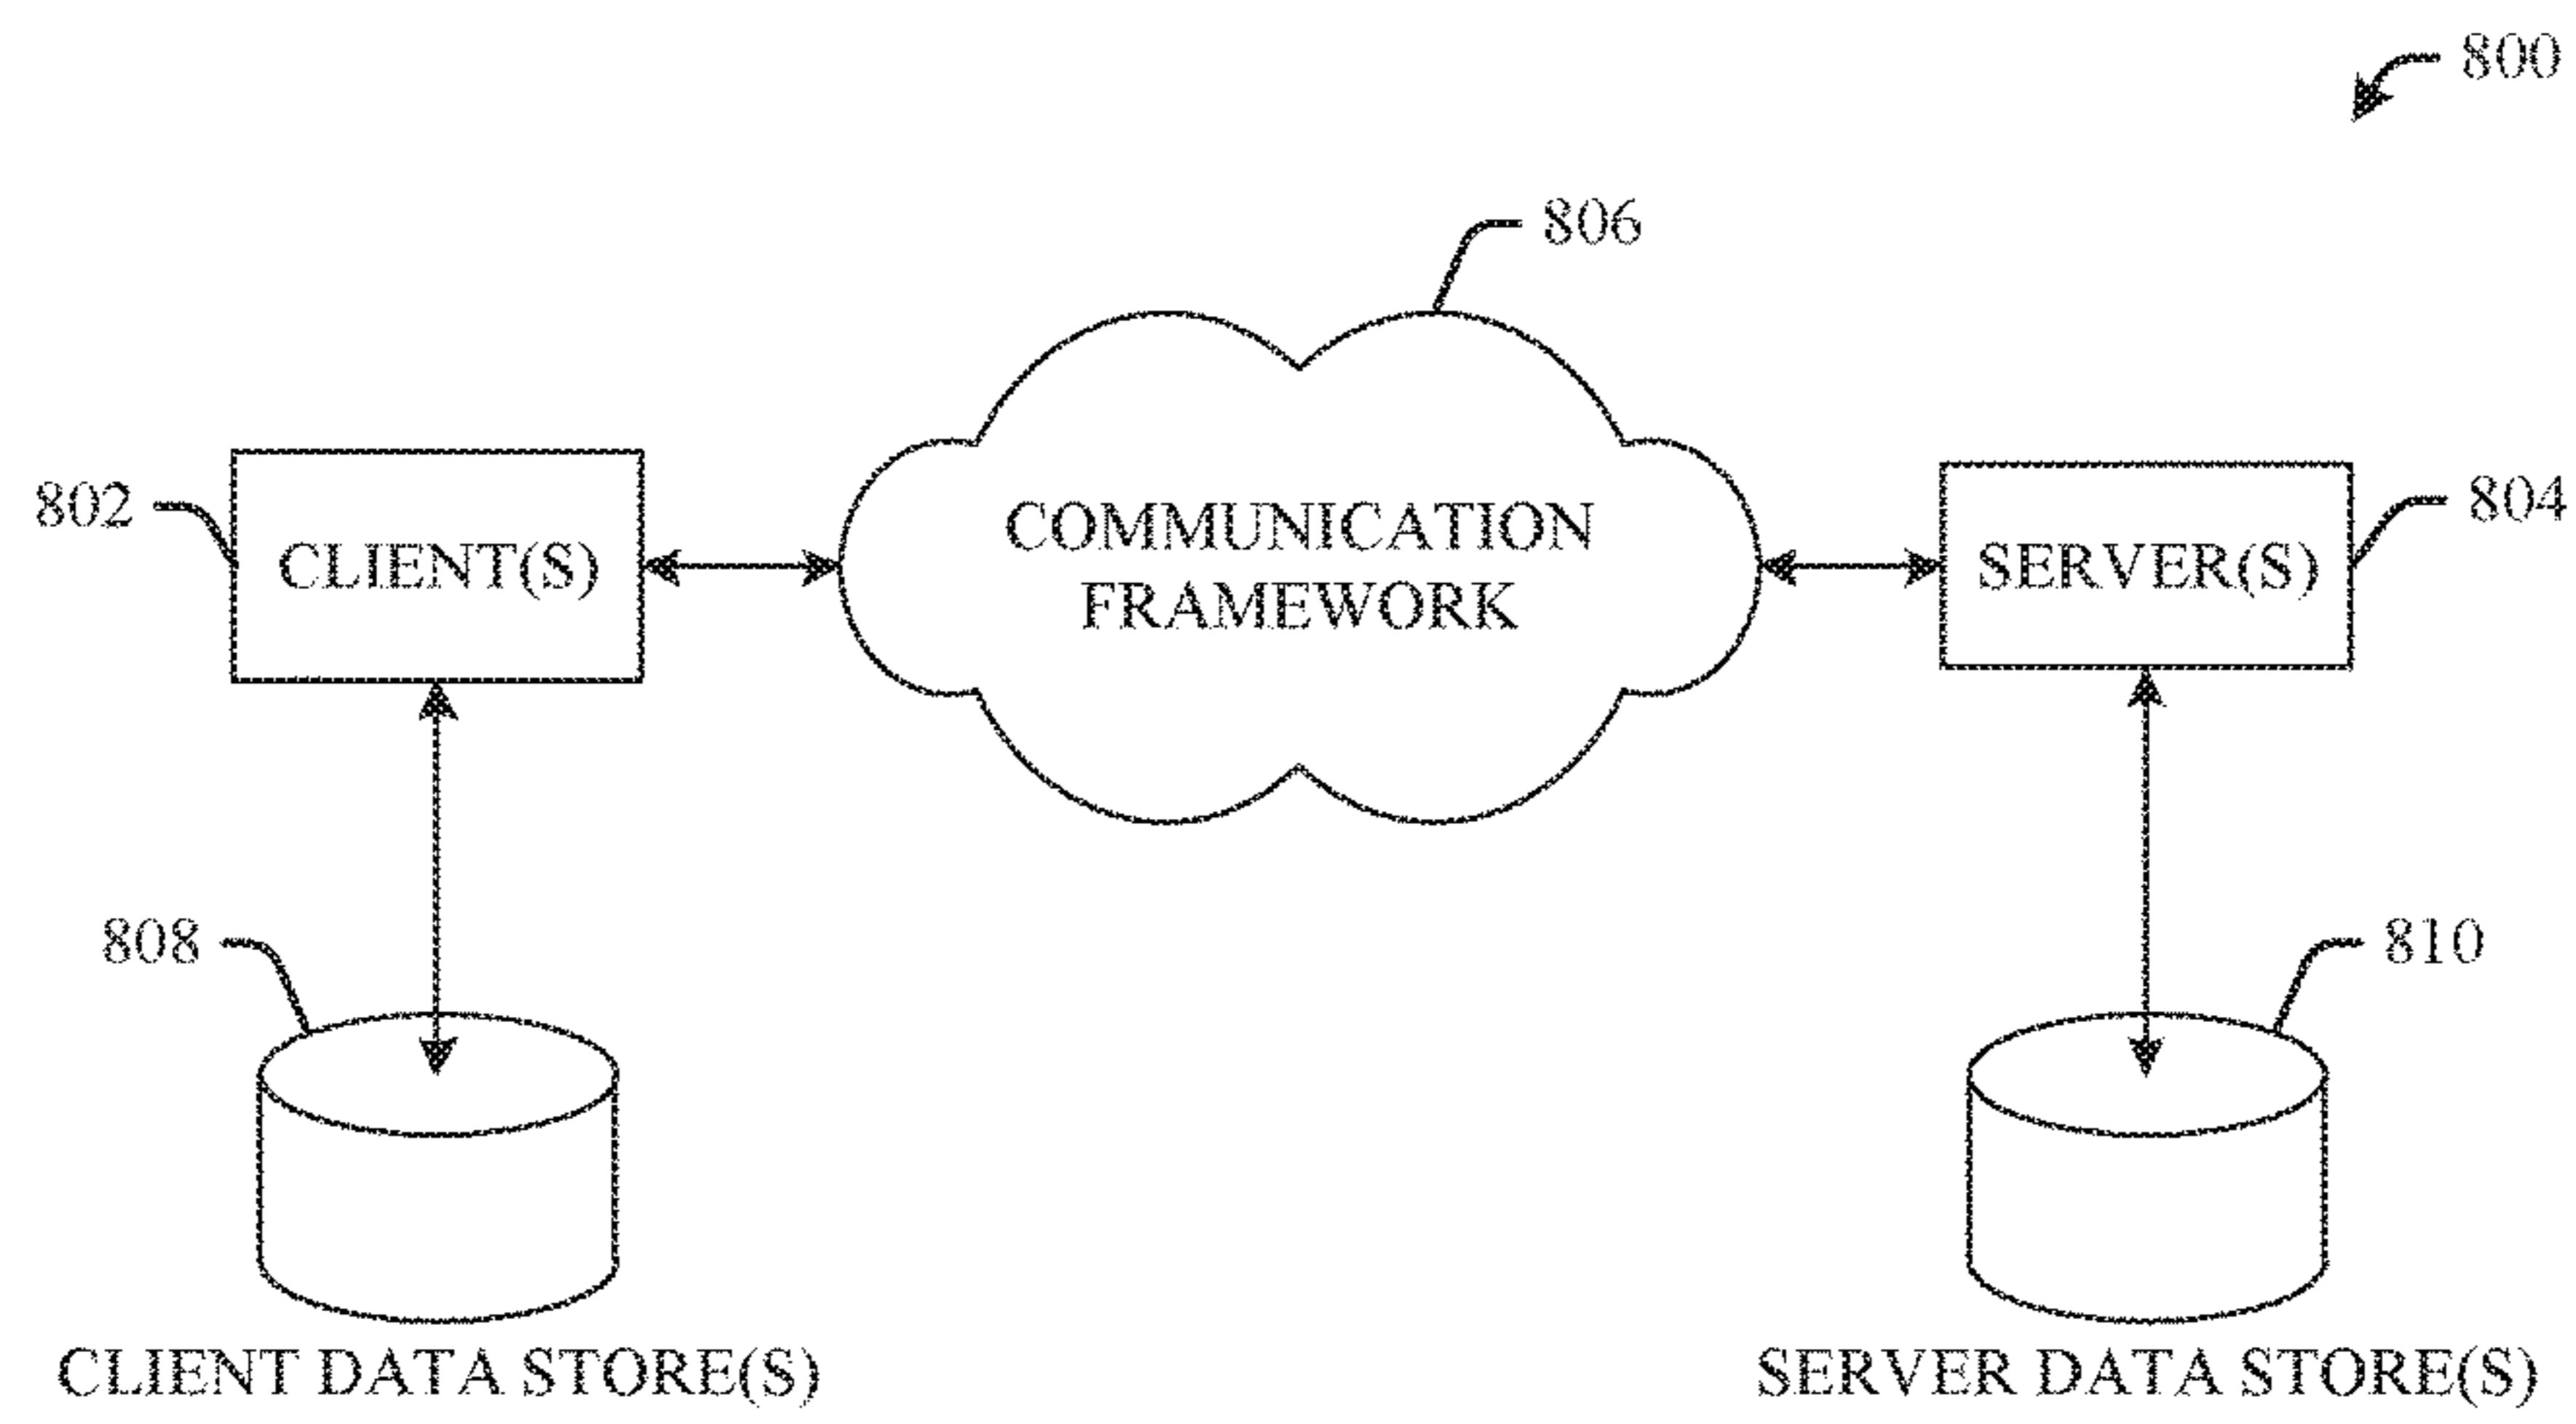 800
806
802
CLIENT(S)
COMMUNICATION
FRAMEWORK
SERVER(S)
804
808
810
CLIENT DATA STORE(S)
SERVER DATA STORE(S)